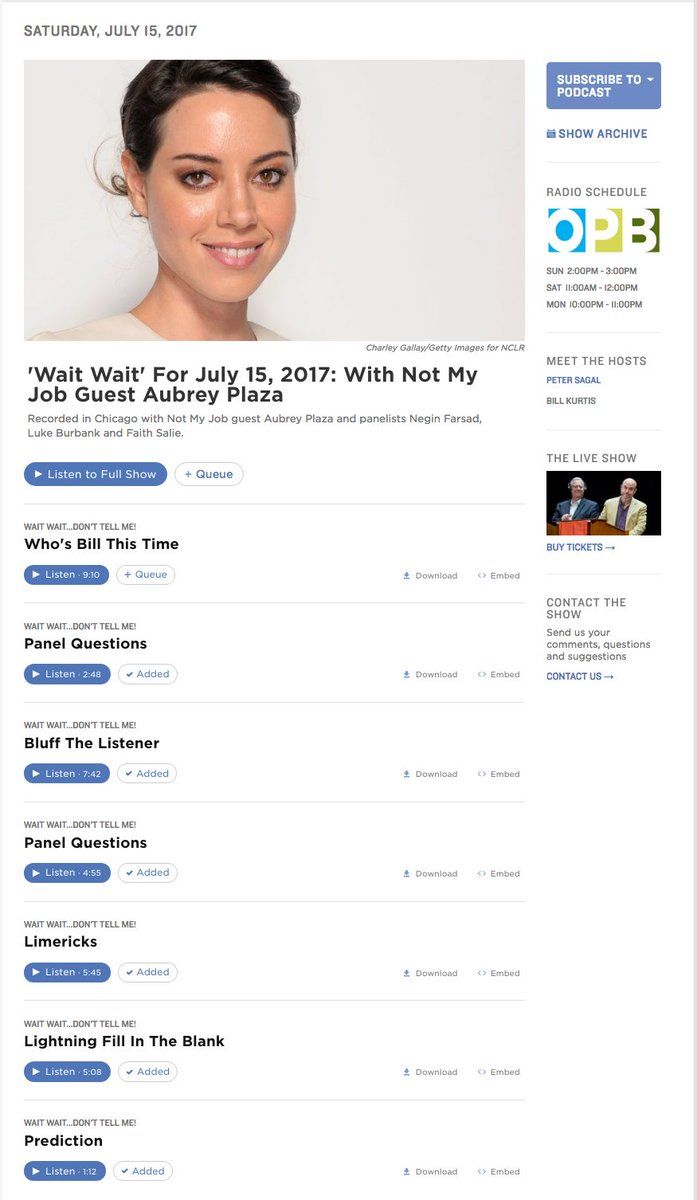 SATURDAY, JULY 15, 2017
Charley Gallay/Getty Images for NCLR
'Wait Wait' For July 15, 2017: With Not My
Job Guest Aubrey Plaza
Recorded in Chicago with Not My Job guest Aubrey Plaza and panelists Negin Farsad,
Luke Burbank and Faith Salie.
Listen to Full Show
+ Queue
WAIT WAIT...DON'T TELL ME!
Who's Bill This Time
Listen · 9:10
+ Queue
Download
Embed
WAIT WAIT...DON'T TELL ME!
Panel Questions
Listen · 2:48
Added
Download
Embed
WAIT WAIT...DON'T TELL ME!
Bluff The Listener
Listen · 7:42
Added
Download
Embed
WAIT WAIT...DON'T TELL ME!
Panel Questions
Listen · 4:55
Added
Download
Embed
WAIT WAIT...DON'T TELL ME!
Limericks
Listen · 5:45
Added
Download
Embed
WAIT WAIT...DON'T TELL ME!
Lightning Fill In The Blank
Listen · 5:08
Added
Download
Embed
WAIT WAIT...DON'T TELL ME!
Prediction
Listen · 1:12
Added
Download
Embed
SUBSCRIBE TO
PODCAST
SHOW ARCHIVE
RADIO SCHEDULE
OPB
SUN 2:00PM - 3:00PM
SAT 11:00AM - 12:00PM
MON 10:00PM - 11:00PM
MEET THE HOSTS
PETER SAGAL
BILL KURTIS
THE LIVE SHOW
BUY TICKETS →
CONTACT THE
SHOW
Send us your
comments, questions
and suggestions
CONTACT US →